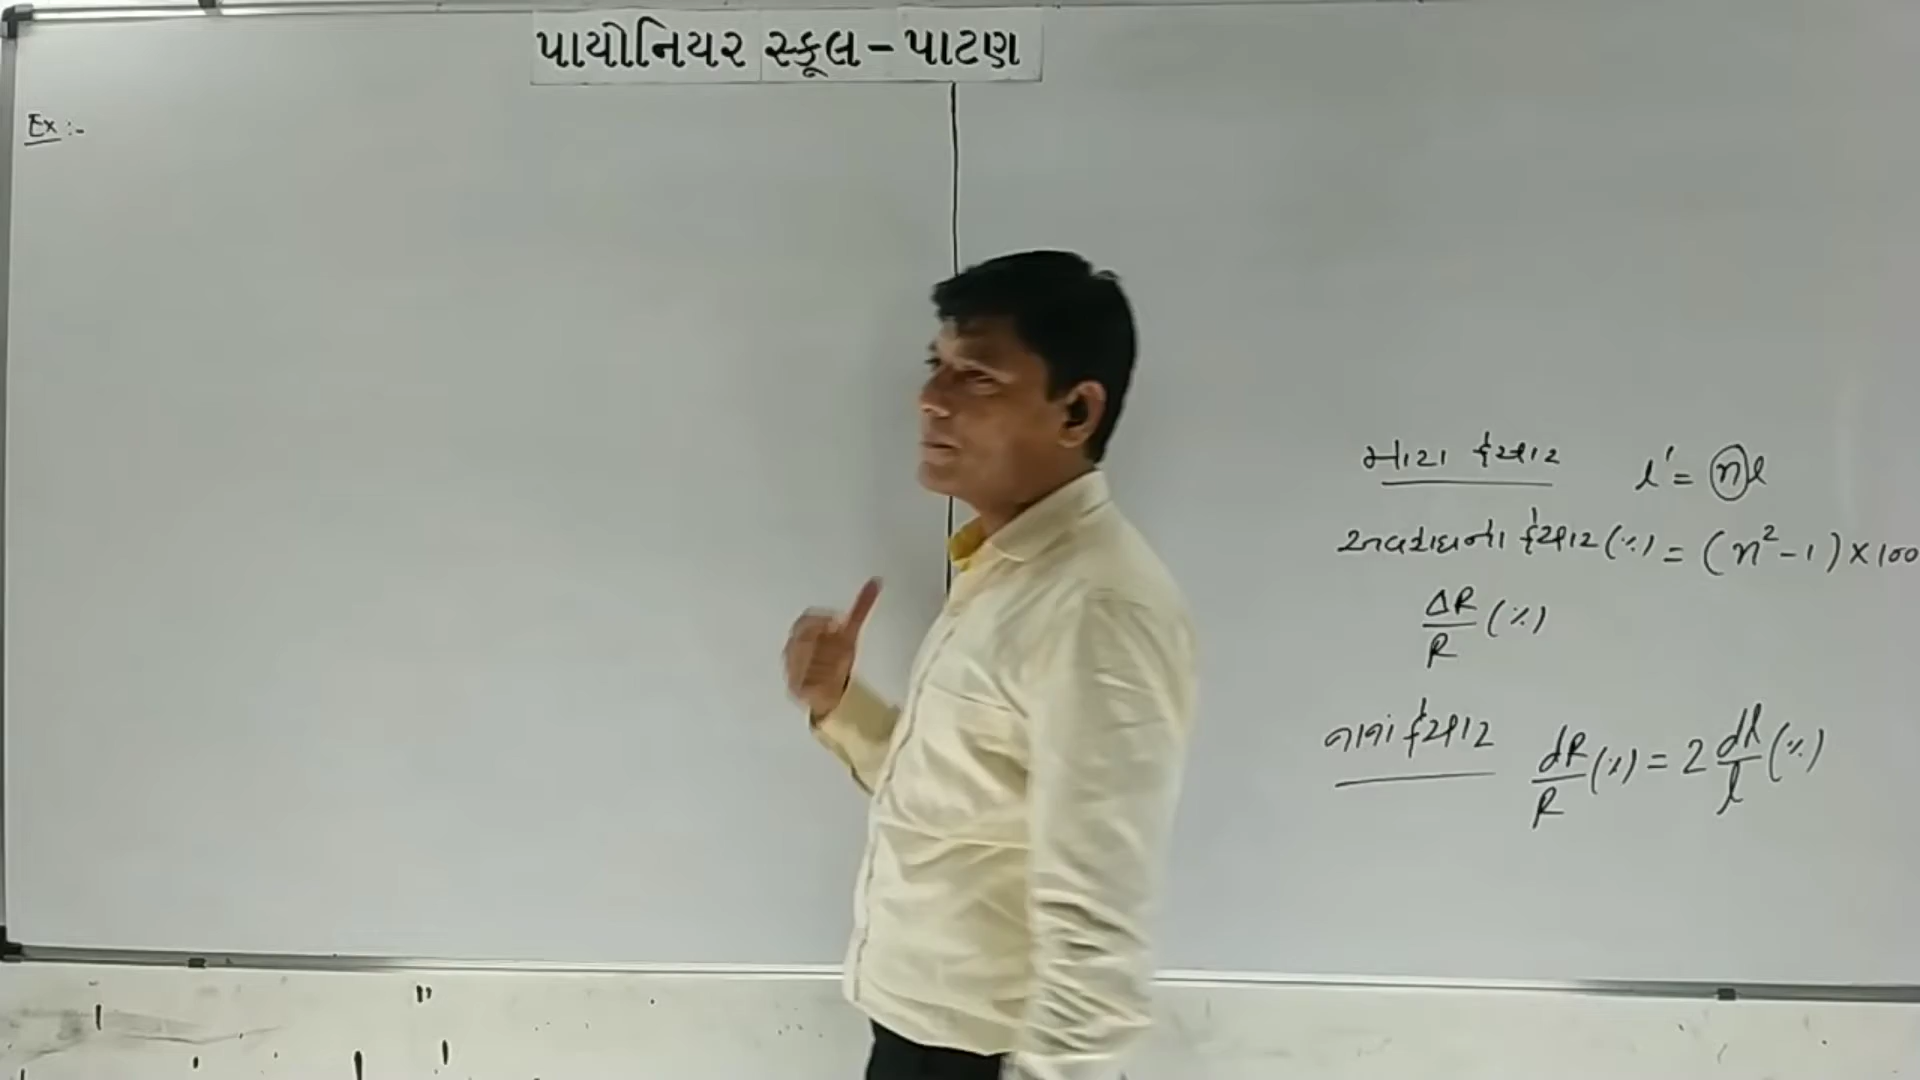 પાયોનિયર સ્કૂલ - પાટણ
Ex :-
મોટા ફેરફાર l' = nl
અવરોધનો ફેરફાર (%) = (n² - 1) × 100
ΔR/R (%)
નાનાં ફેરફાર dR/R (%) = 2 dl/l (%)